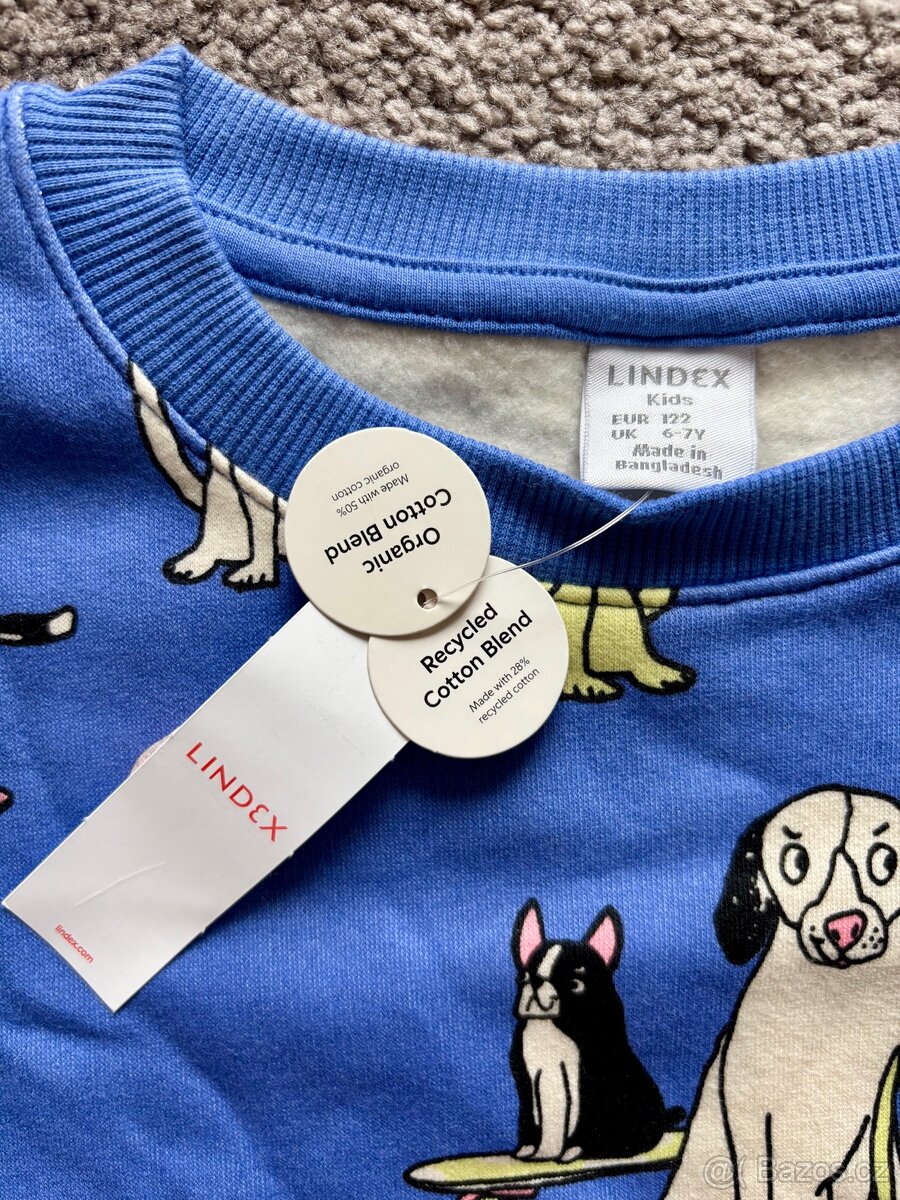 LINDEX
Kids
EUR 122
UK 6-7Y
Made in
Bangladesh
Organic
Cotton Blend
Made with 50%
organic cotton
Recycled
Cotton Blend
Made with 28%
recycled cotton
LINDEX
lindex.com
@( Bazos.cz